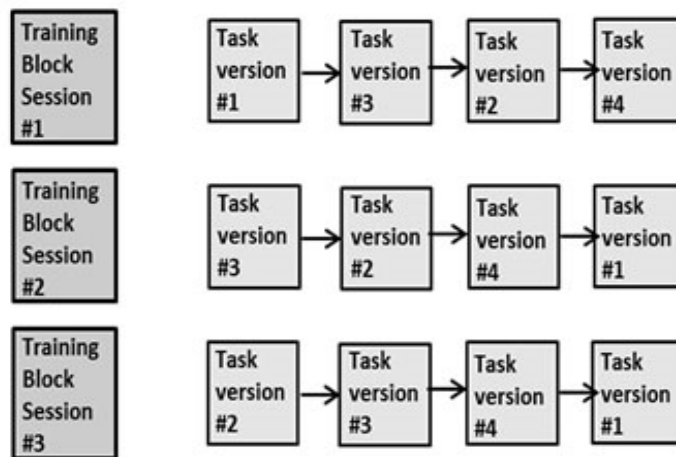 Training
Block
Session
#1
Task
version
#1
Task
version
#3
Task
version
#2
Task
version
#4
Training
Block
Session
#2
Task
version
#3
Task
version
#2
Task
version
#4
Task
version
#1
Training
Block
Session
#3
Task
version
#2
Task
version
#3
Task
version
#4
Task
version
#1